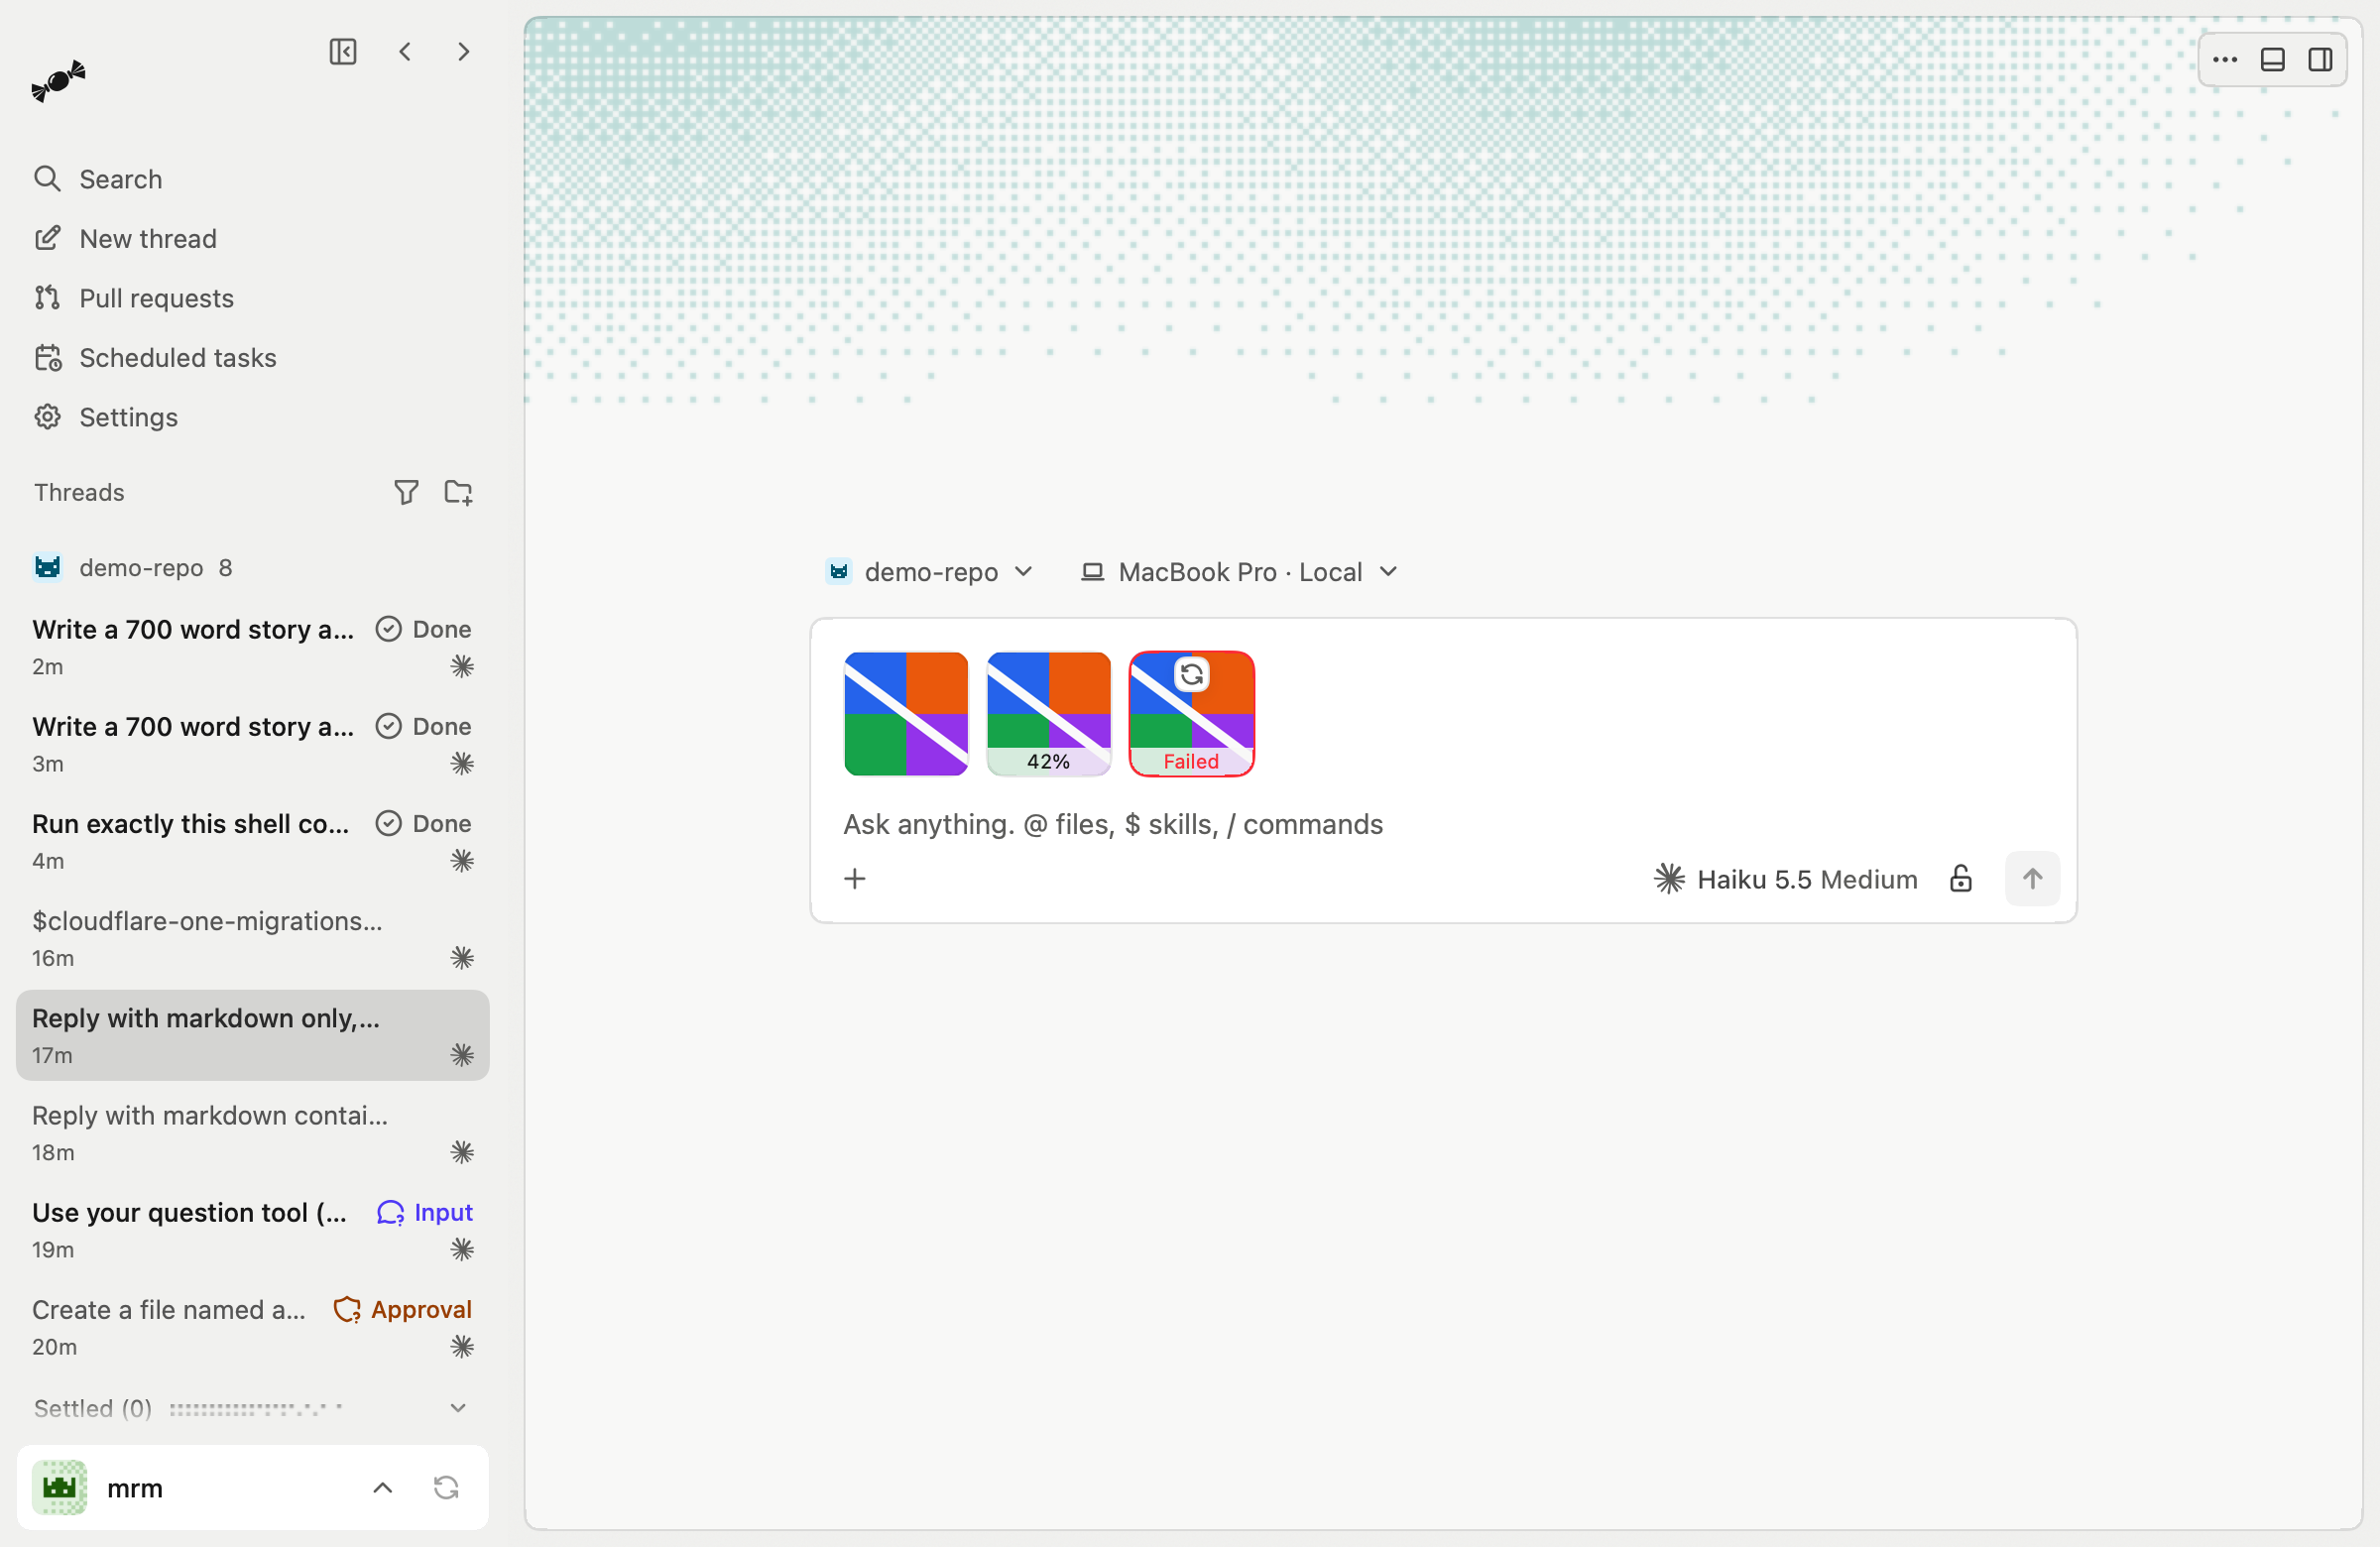 Search
New thread
Pull requests
Scheduled tasks
Settings
Threads
demo-repo 8
Write a 700 word story a... Done
2m
Write a 700 word story a... Done
3m
Run exactly this shell co... Done
4m
$cloudflare-one-migrations...
16m
Reply with markdown only,...
17m
Reply with markdown contai...
18m
Use your question tool (... Input
19m
Create a file named a... Approval
20m
Settled (0)
mrm
demo-repo MacBook Pro · Local
42% Failed
Ask anything. @ files, $ skills, / commands
Haiku 5.5 Medium